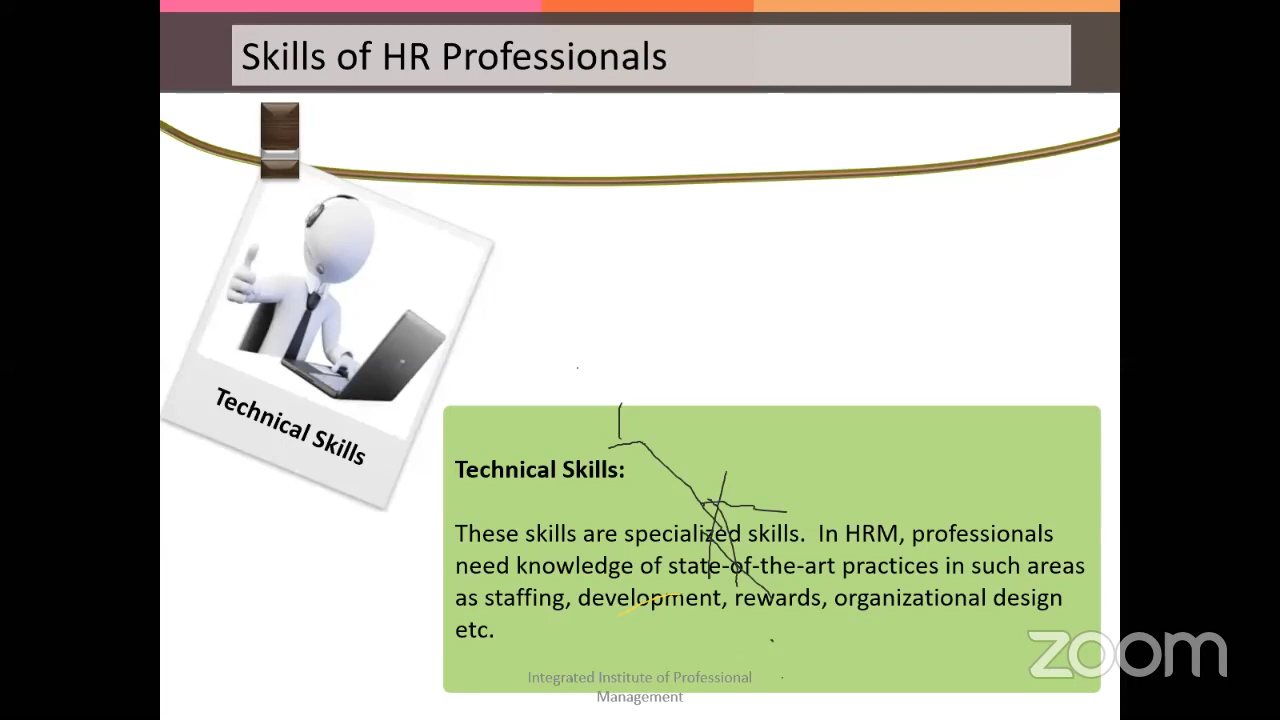 Skills of HR Professionals
Technical Skills
Technical Skills:
These skills are specialized skills.  In HRM, professionals
need knowledge of state-of-the-art practices in such areas
as staffing, development, rewards, organizational design
etc.
zoom
Integrated Institute of Professional
Management